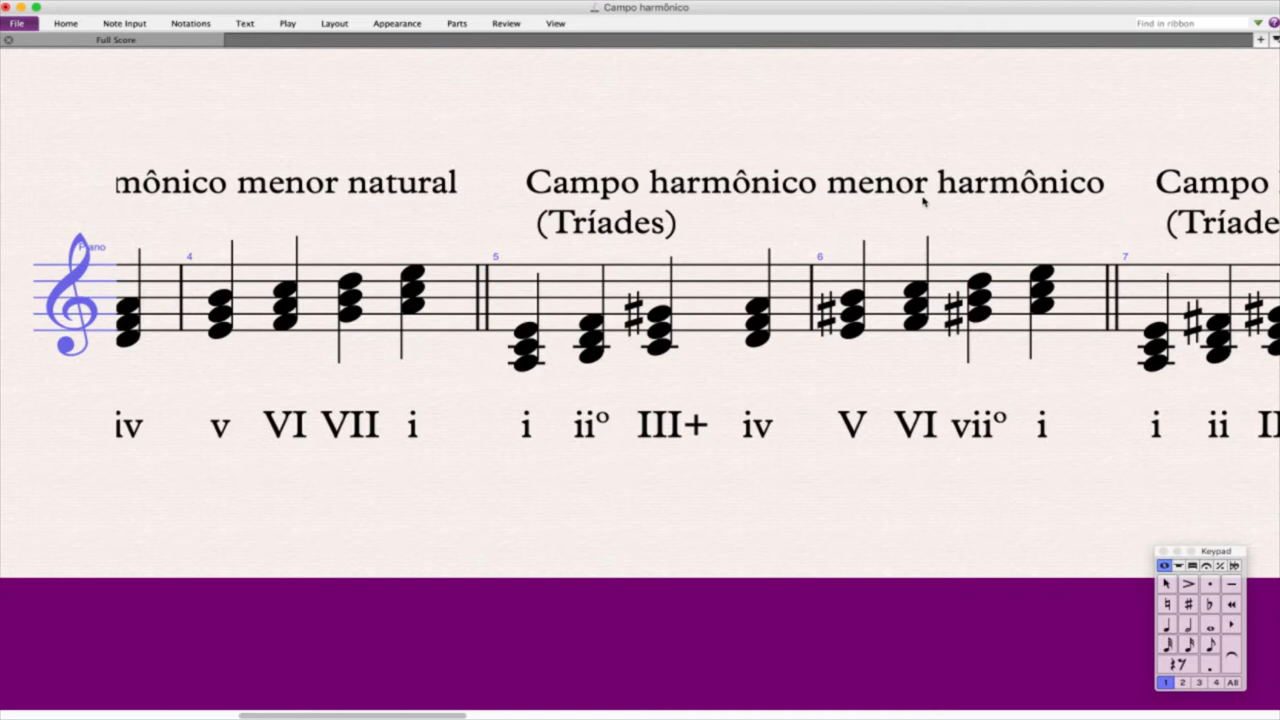 Campo harmônico
File Home Note Input Notations Text Play Layout Appearance Parts Review View Find in ribbon
Full Score
mônico menor natural Campo harmônico menor harmônico Campo
(Tríades) (Tríade
Piano
4 5 6 7
iv v VI VII i i iiº III+ iv V VI viiº i i ii II
Keypad
1 2 3 4 All